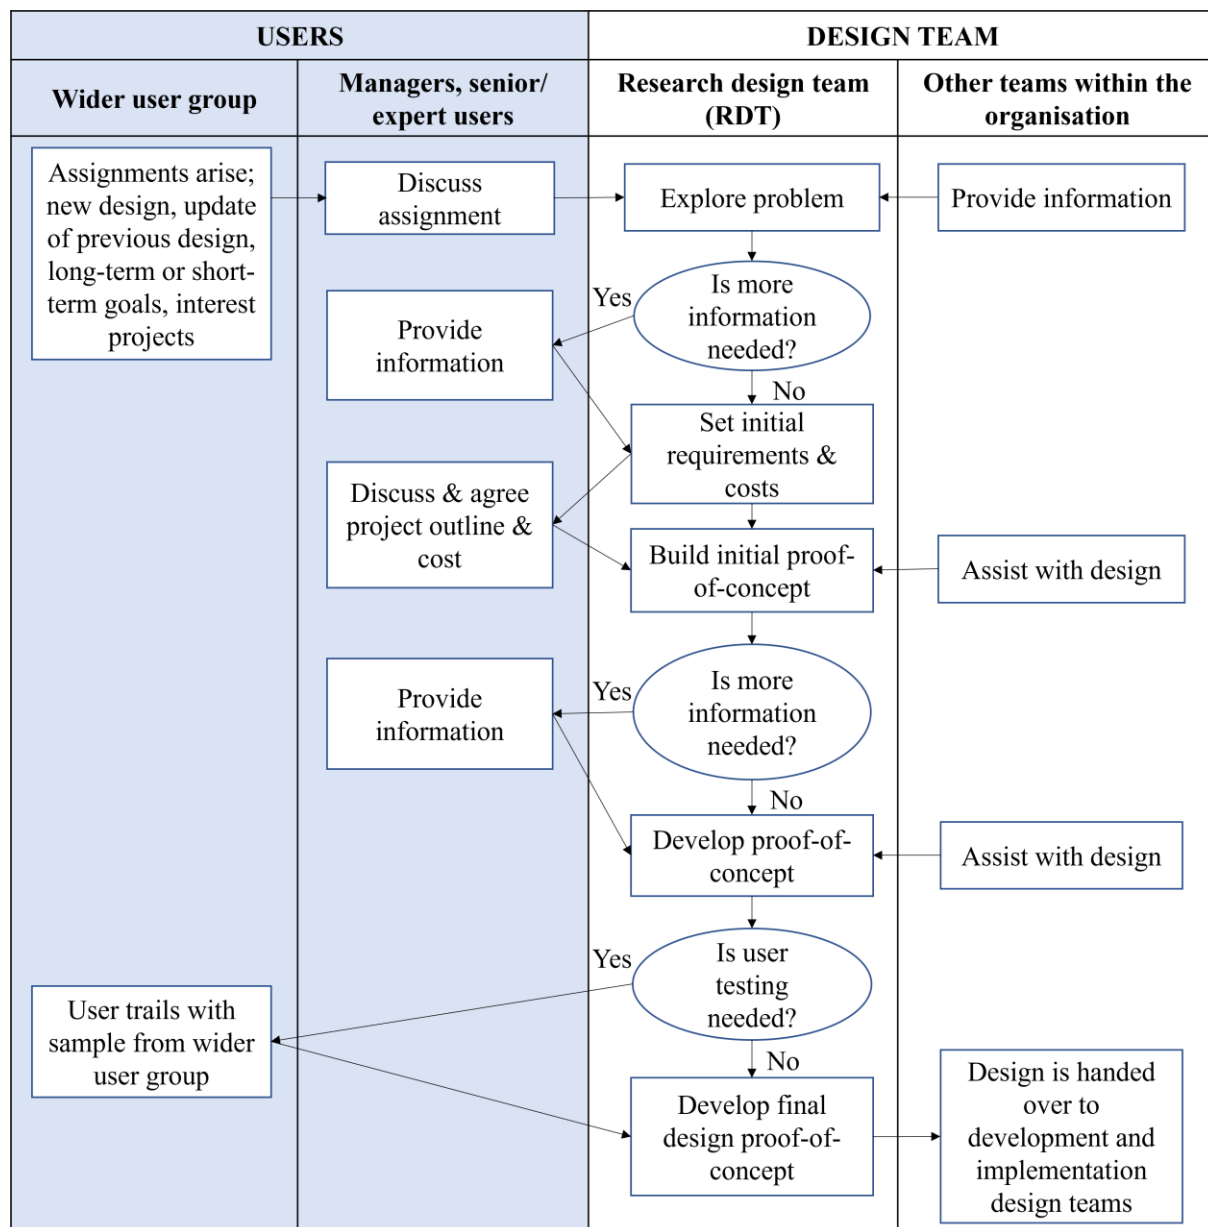 USERS
DESIGN TEAM
Wider user group
Managers, senior/
expert users
Research design team
(RDT)
Other teams within the
organisation
Assignments arise;
new design, update
of previous design,
long-term or short-
term goals, interest
projects
Discuss
assignment
Explore problem
Provide information
Is more
information
needed?
Yes
Provide
information
No
Set initial
requirements &
costs
Discuss & agree
project outline &
cost
Build initial proof-
of-concept
Assist with design
Is more
information
needed?
Yes
Provide
information
No
Develop proof-of-
concept
Assist with design
Is user
testing
needed?
Yes
User trails with
sample from wider
user group
No
Develop final
design proof-of-
concept
Design is handed
over to
development and
implementation
design teams